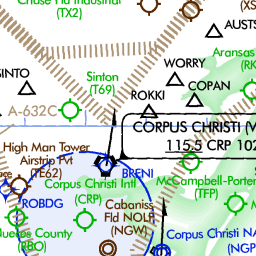 Chase Fld Industrial
(TX2)
(XS
AUSTS
Aransas
(RK
SINTO
Sinton
(T69)
WORRY
ROKKI
COPAN
A-632C
CORPUS CHRISTI (V
115.5 CRP 102
High Man Tower
Airstrip Pvt
(TE62)
BRENI
ROBDG
Corpus Christi Intl
(CRP)
McCampbell-Porter
(TFP)
Cabaniss
Fld NOLF
(NGW)
Nueces County
(RBO)
Corpus Christi NA
(NGP